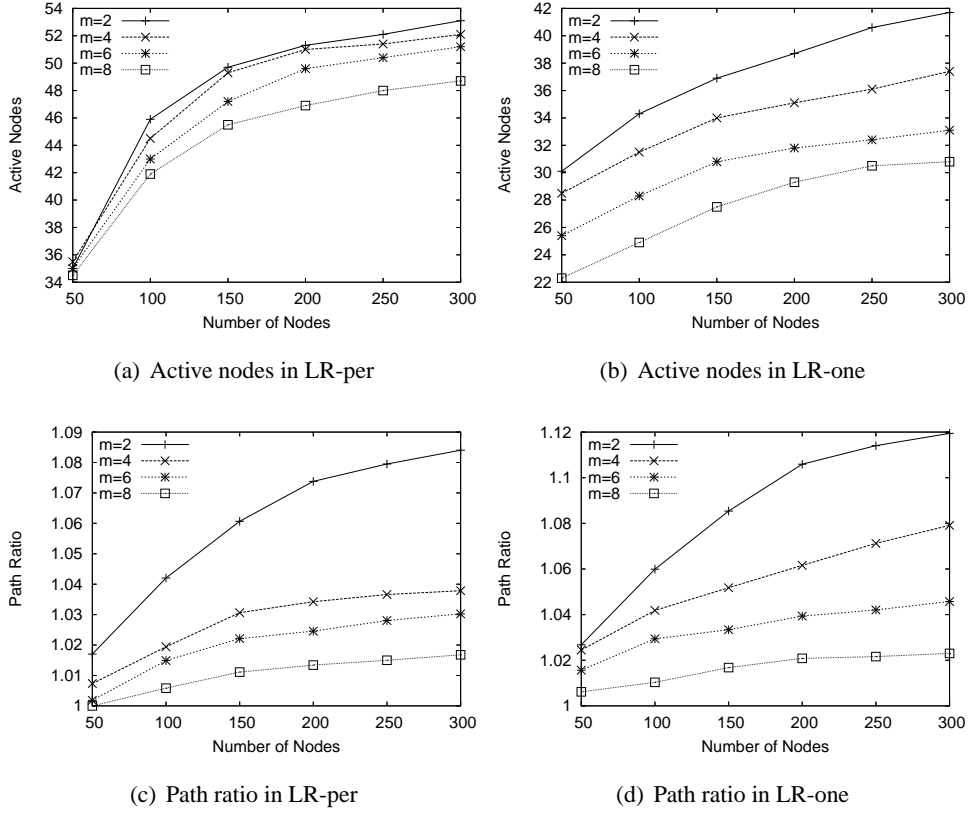 54
52
50
48
46
44
42
40
38
36
34
Active Nodes
m=2
m=4
m=6
m=8
50 100 150 200 250 300
Number of Nodes
(a) Active nodes in LR-per
42
40
38
36
34
32
30
28
26
24
22
Active Nodes
m=2
m=4
m=6
m=8
50 100 150 200 250 300
Number of Nodes
(b) Active nodes in LR-one
1.09
1.08
1.07
1.06
1.05
1.04
1.03
1.02
1.01
1
Path Ratio
m=2
m=4
m=6
m=8
50 100 150 200 250 300
Number of Nodes
(c) Path ratio in LR-per
1.12
1.1
1.08
1.06
1.04
1.02
1
Path Ratio
m=2
m=4
m=6
m=8
50 100 150 200 250 300
Number of Nodes
(d) Path ratio in LR-one